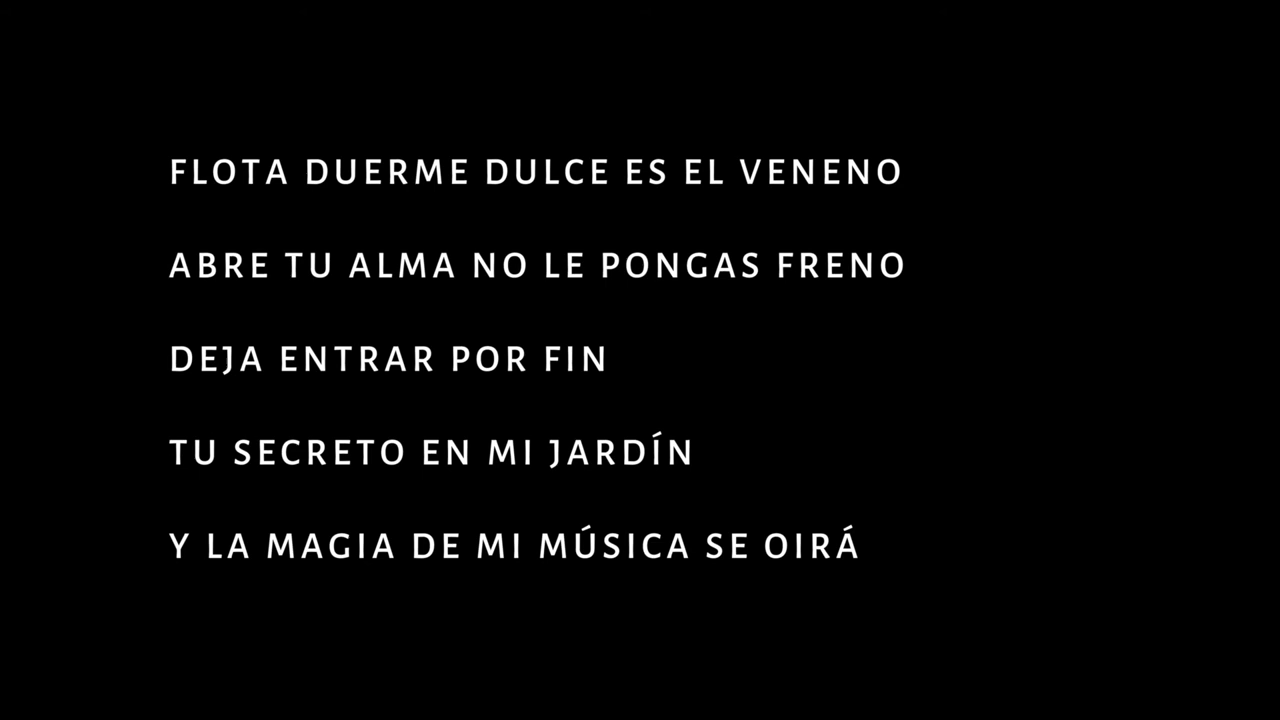 FLOTA DUERME DULCE ES EL VENENO
ABRE TU ALMA NO LE PONGAS FRENO
DEJA ENTRAR POR FIN
TU SECRETO EN MI JARDÍN
Y LA MAGIA DE MI MÚSICA SE OIRÁ